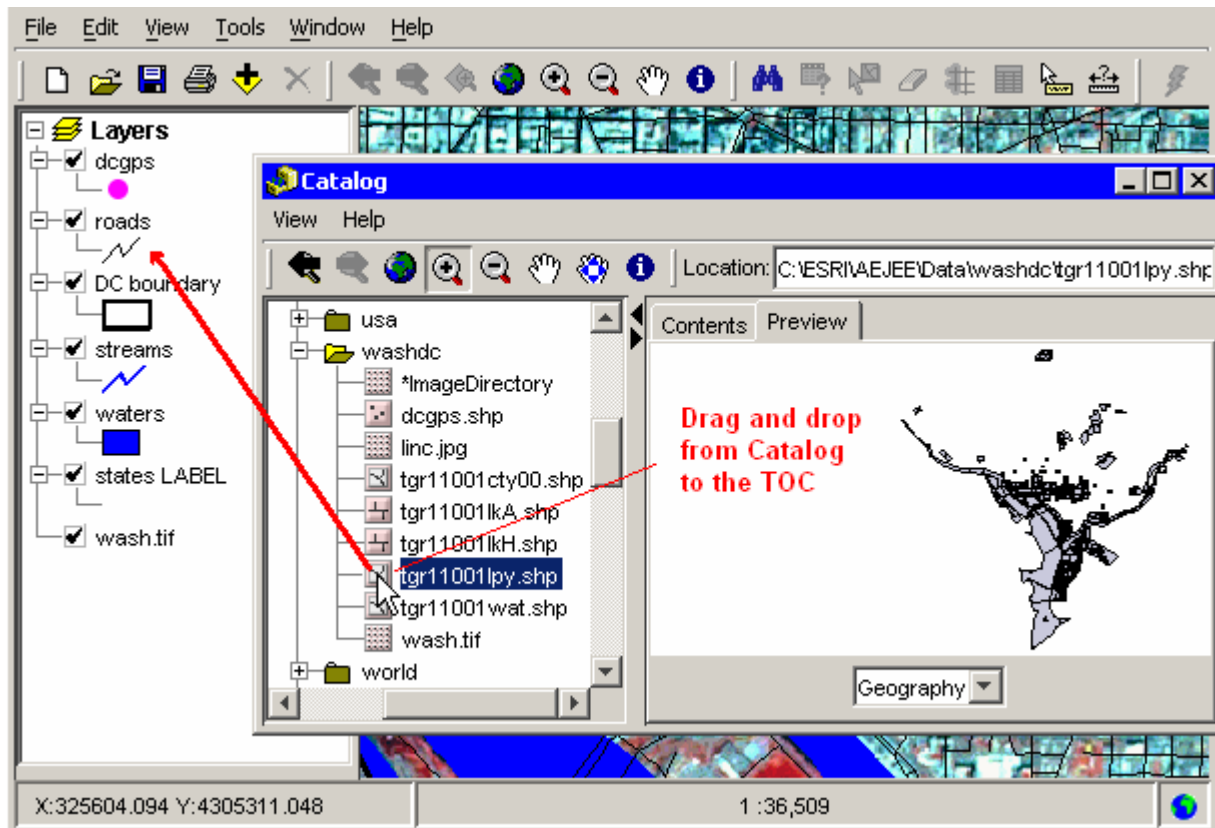 File Edit View Tools Window Help
Layers
dcgps
roads
DC boundary
streams
waters
states LABEL
wash.tif
Catalog
View Help
Location: C:\ESRI\AEJEE\Data\washdc\tgr11001lpy.shp
usa
washdc
*ImageDirectory
dcgps.shp
linc.jpg
tgr11001cty00.shp
tgr11001lkA.shp
tgr11001lkH.shp
tgr11001lpy.shp
tgr11001wat.shp
wash.tif
world
Contents Preview
Drag and drop
from Catalog
to the TOC
Geography
X:325604.094 Y:4305311.048 1 :36,509